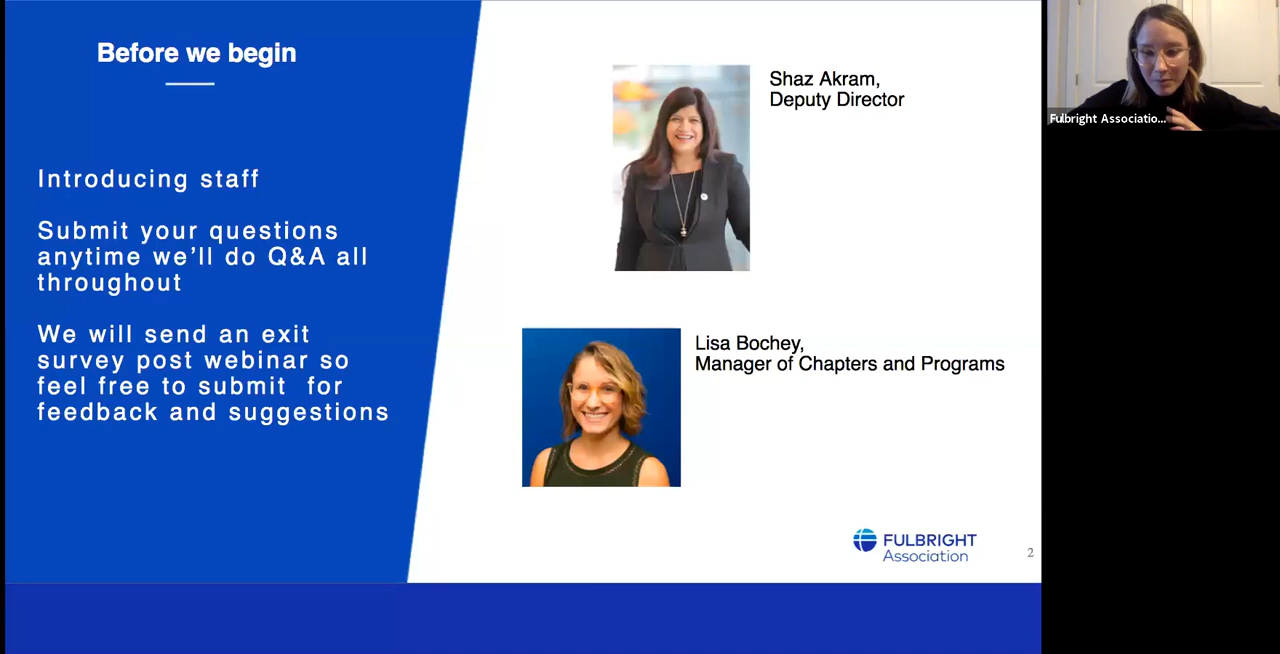 Before we begin
Introducing staff
Submit your questions
anytime we’ll do Q&A all
throughout
We will send an exit
survey post webinar so
feel free to submit  for
feedback and suggestions
Shaz Akram,
Deputy Director
Lisa Bochey,
Manager of Chapters and Programs
FULBRIGHT
Association
2
Fulbright Associatio...